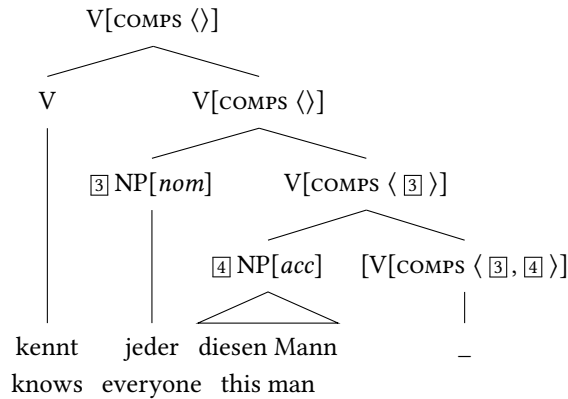 V[COMPS ⟨⟩]
V V[COMPS ⟨⟩]
3 NP[nom] V[COMPS ⟨ 3 ⟩]
4 NP[acc] [V[COMPS ⟨ 3 , 4 ⟩]
kennt jeder diesen Mann _
knows everyone this man